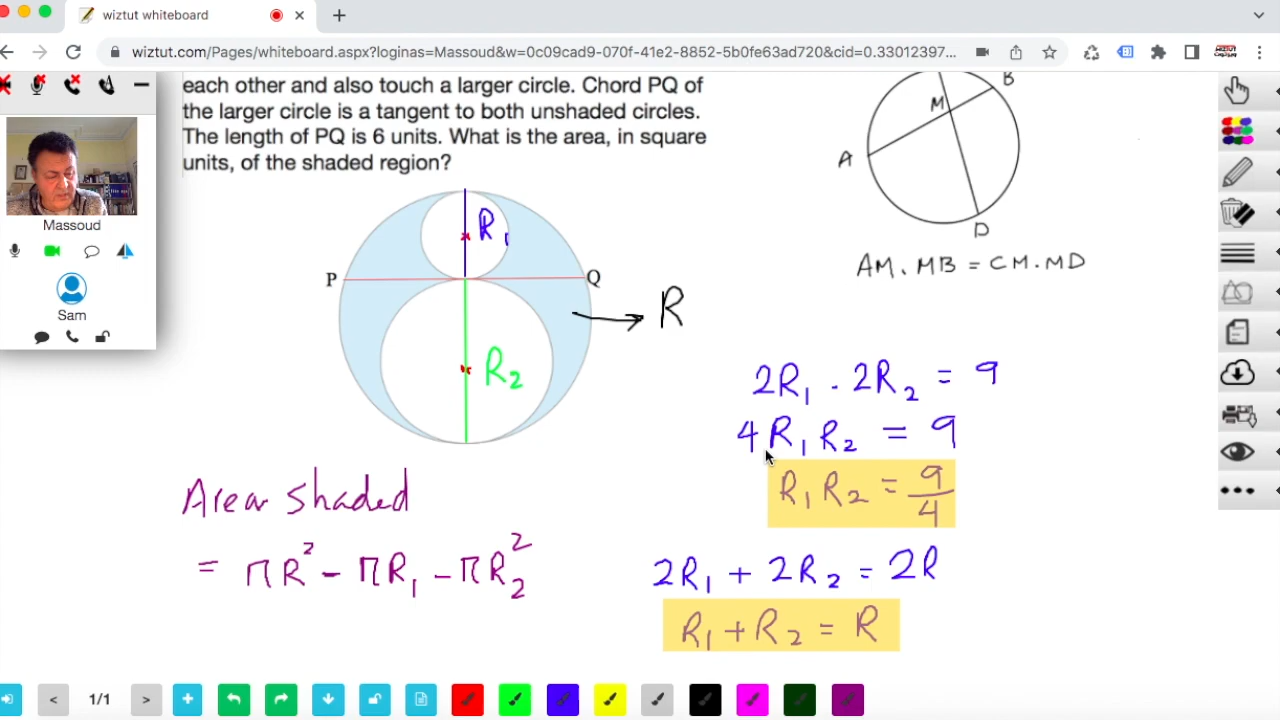 wiztut whiteboard
wiztut.com/Pages/whiteboard.aspx?loginas=Massoud&w=0c09cad9-070f-41e2-8852-5b0fe63ad720&cid=0.33012397...
each other and also touch a larger circle. Chord PQ of
the larger circle is a tangent to both unshaded circles.
The length of PQ is 6 units. What is the area, in square
units, of the shaded region?
Massoud
Sam
R₁
P
Q
R
R₂
B
M
A
D
AM.MB = CM.MD
2R₁ . 2R₂ = 9
4R₁R₂ = 9
R₁R₂ = 9/4
2R₁ + 2R₂ = 2R
R₁ + R₂ = R
Area shaded
= πR² - πR₁ - πR₂²
1/1